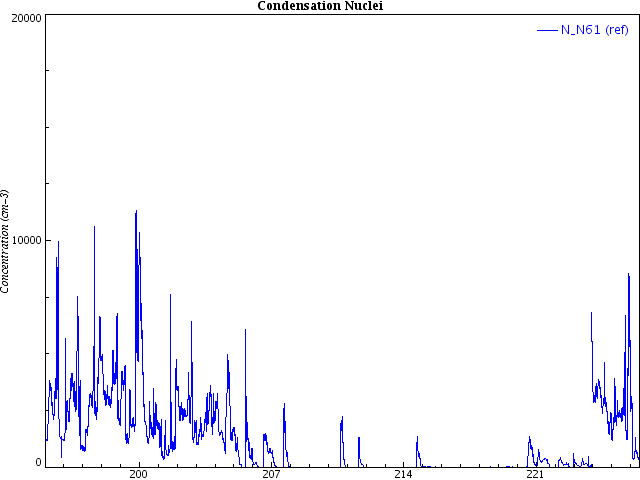 Condensation Nuclei
20000
N_N61 (ref)
Concentration (cm−3)
10000
0
200 207 214 221